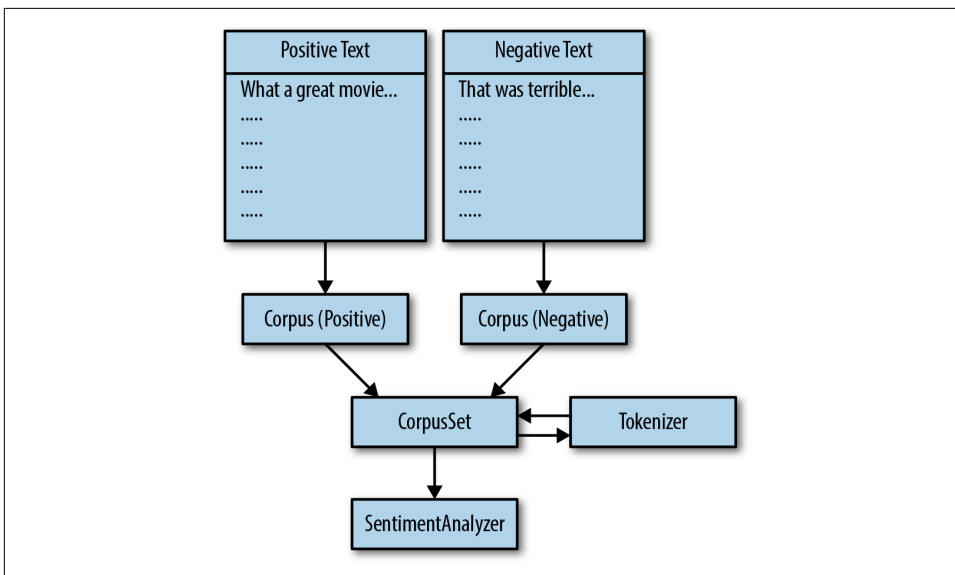 Positive Text
What a great movie...
.....
.....
.....
.....
.....
Negative Text
That was terrible...
.....
.....
.....
.....
.....
Corpus (Positive)
Corpus (Negative)
CorpusSet
Tokenizer
SentimentAnalyzer